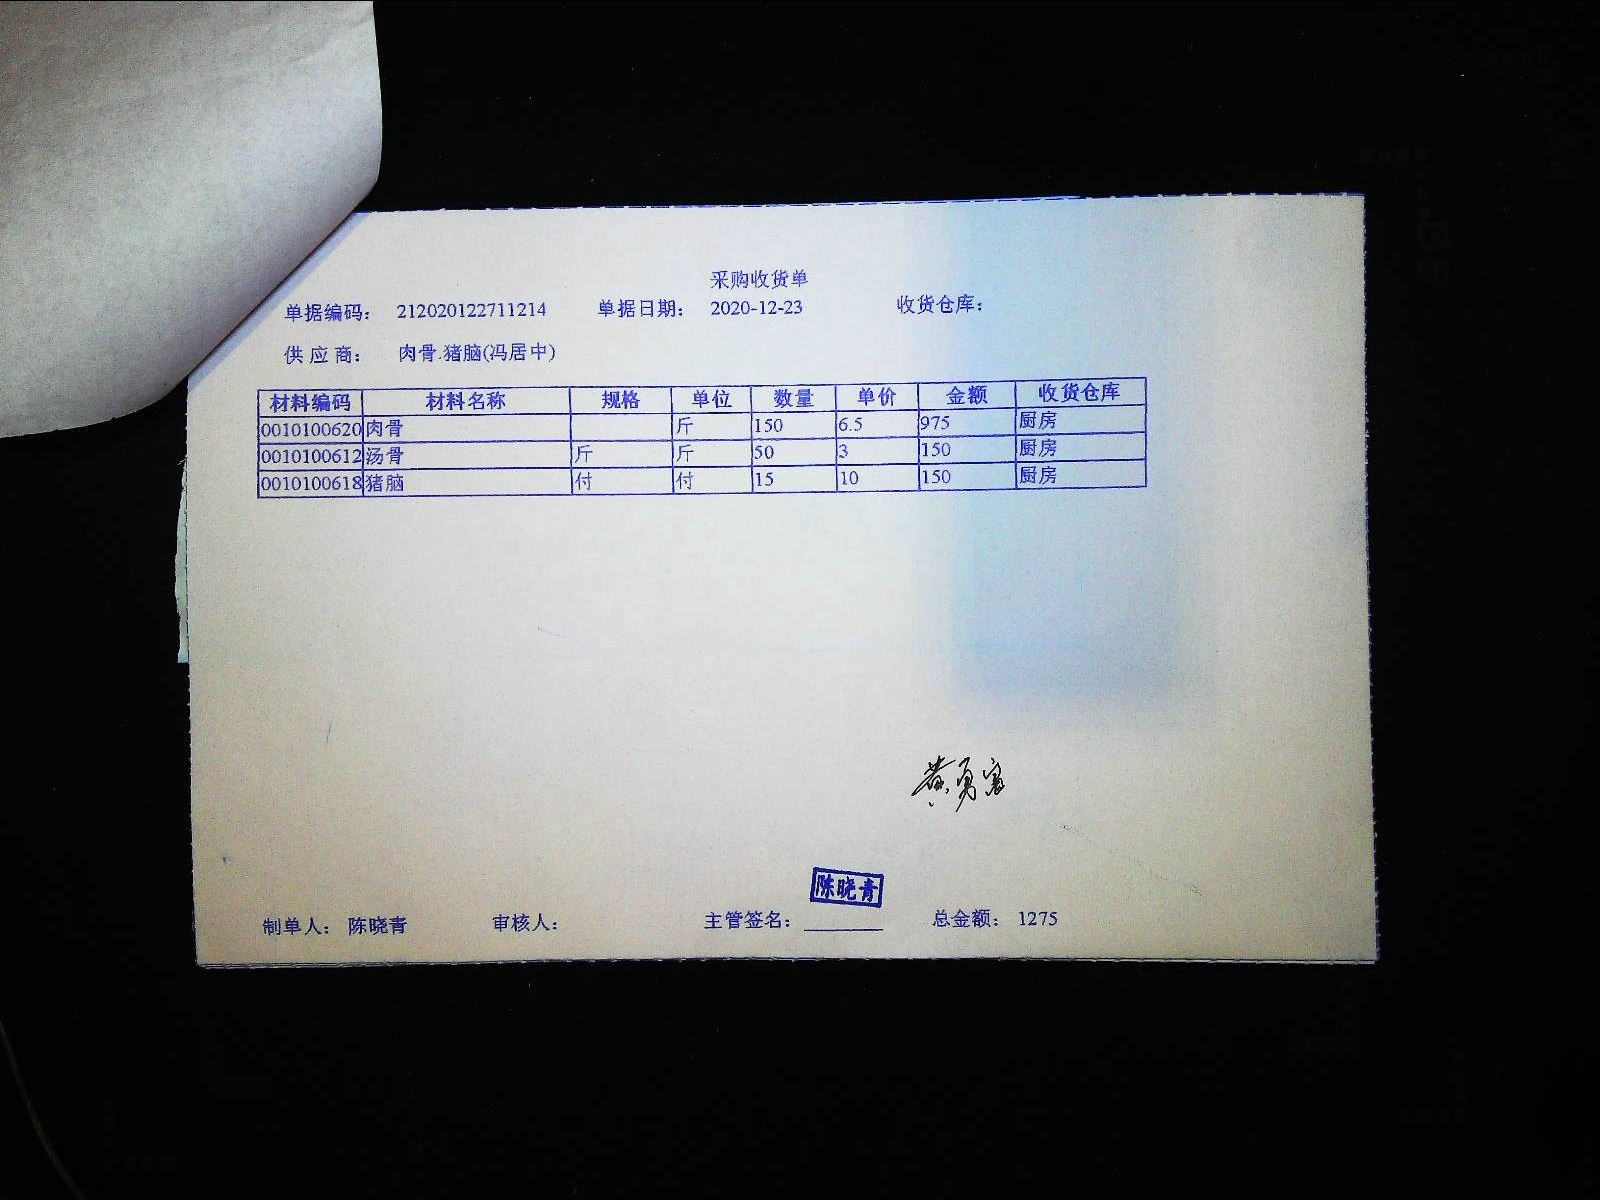 采购收货单
单据编码: 212020122711214 单据日期: 2020-12-23 收货仓库:
供应商: 肉骨.猪脑(冯居中)
材料编码 材料名称 规格 单位 数量 单价 金额 收货仓库
0010100620 肉骨 斤 150 6.5 975 厨房
0010100612 汤骨 斤 斤 50 3 150 厨房
0010100618 猪脑 付 付 15 10 150 厨房
黄勇
陈晓青
制单人: 陈晓青 审核人: 主管签名: 总金额: 1275